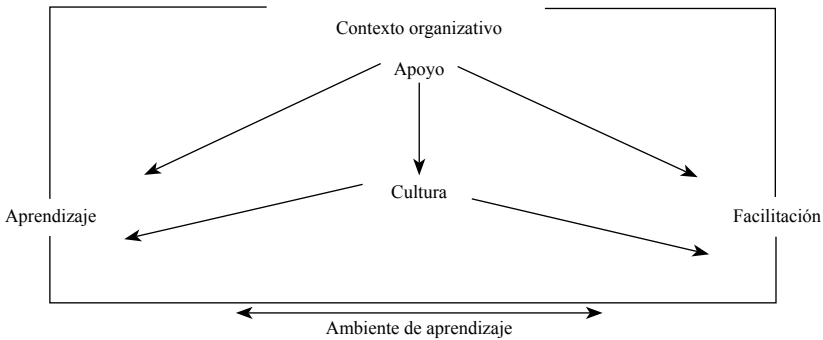 Contexto organizativo
Apoyo
Cultura
Aprendizaje
Facilitación
Ambiente de aprendizaje